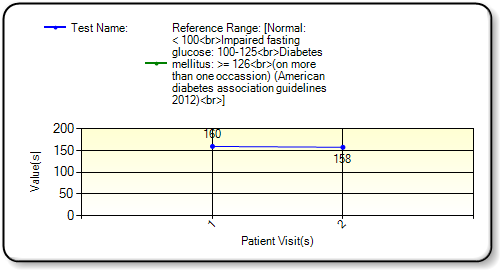 Test Name:
Reference Range: [Normal:
< 100<br>Impaired fasting
glucose: 100-125<br>Diabetes
mellitus: >= 126<br>(on more
than one occassion) (American
diabetes association guidelines
2012)<br>]
200
150
100
50
0
160
158
Value(s)
1
2
Patient Visit(s)